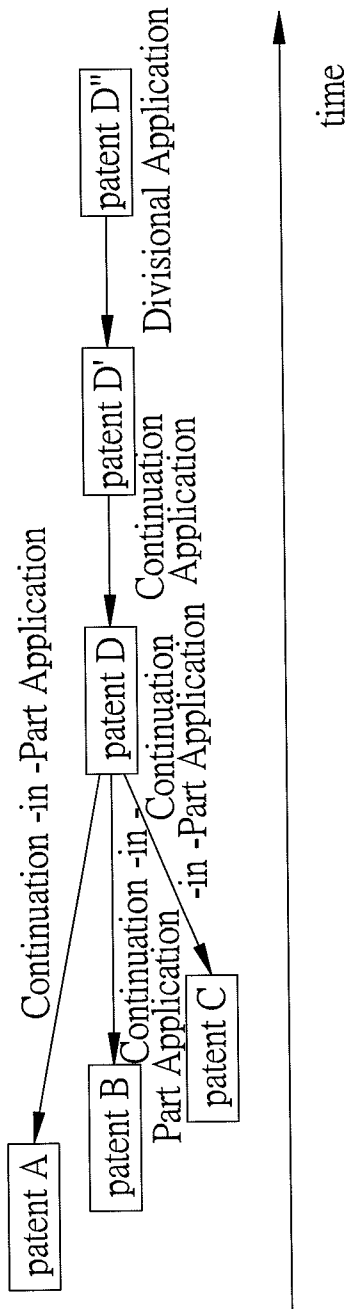 patent A
Continuation -in -Part Application
patent B
Continuation -in -
Part Application
patent C
Continuation
-in -Part Application
patent D
Continuation
Application
patent D'
Divisional Application
patent D"
time